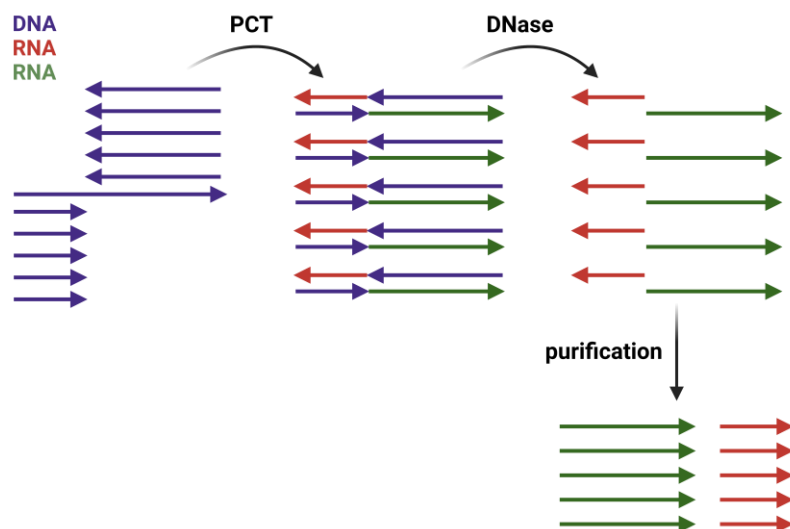 DNA
RNA
RNA
PCT
DNase
purification